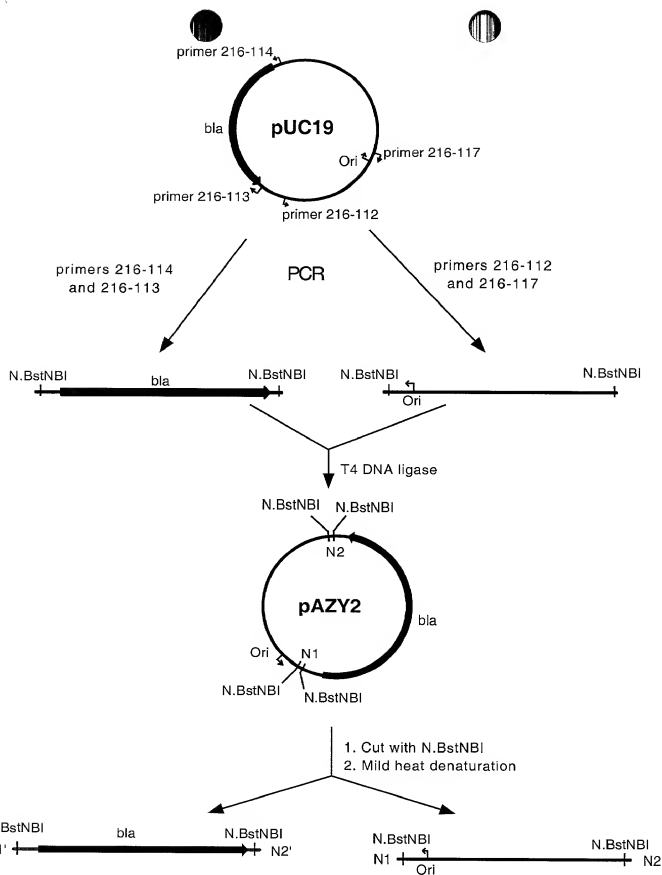 primer 216-114
bla
pUC19
Ori
primer 216-117
primer 216-113
primer 216-112
primers 216-114
and 216-113
PCR
primers 216-112
and 216-117
N.BstNBI
bla
N.BstNBI
N.BstNBI
Ori
N.BstNBI
T4 DNA ligase
N.BstNBI
N.BstNBI
N2
pAZY2
bla
Ori
N1
N.BstNBI
N.BstNBI
1. Cut with N.BstNBI
2. Mild heat denaturation
BstNBI
bla
N.BstNBI
1'
N2'
N.BstNBI
N.BstNBI
N1
Ori
N2